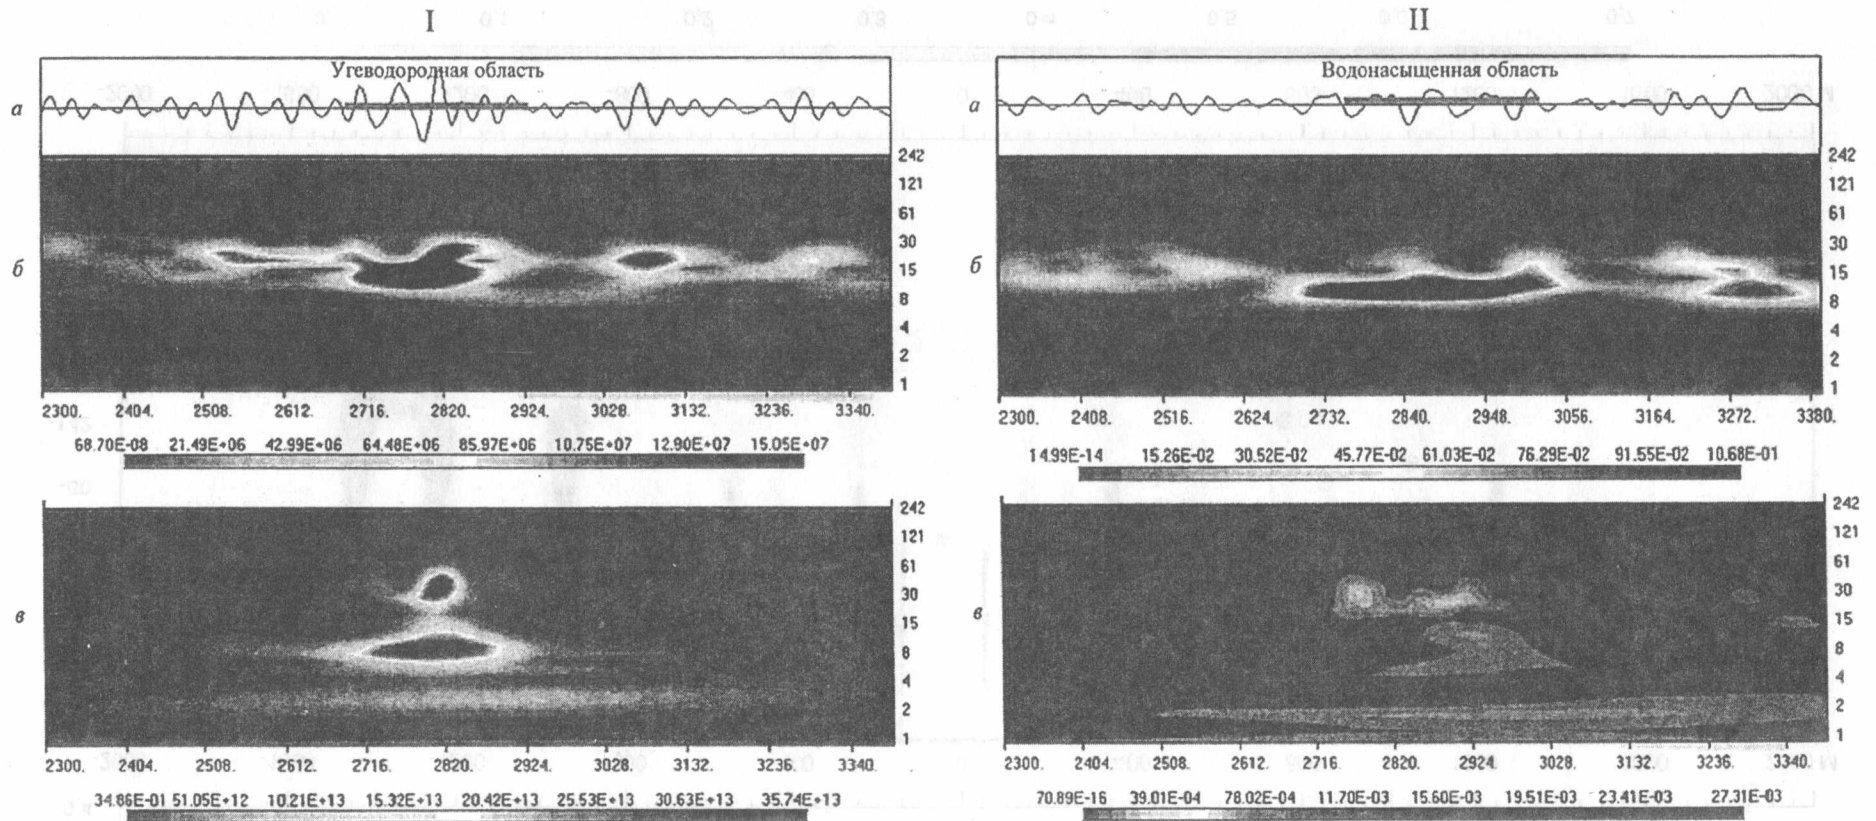 I
Угеводородная область
а
242
121
61
30
15
8
4
2
1
б
2300. 2404. 2508. 2612. 2716. 2820. 2924. 3028. 3132. 3236. 3340.
68.70E-08 21.49E+06 42.99E+06 64.48E+06 85.97E+06 10.75E+07 12.90E+07 15.05E+07
242
121
61
30
15
8
4
2
1
в
2300. 2404. 2508. 2612. 2716. 2820. 2924. 3028. 3132. 3236. 3340.
34.86E-01 51.05E+12 10.21E+13 15.32E+13 20.42E+13 25.53E+13 30.63E+13 35.74E+13
II
Водонасыщенная область
а
242
121
61
30
15
8
4
2
1
б
2300. 2408. 2516. 2624. 2732. 2840. 2948. 3056. 3164. 3272. 3380.
14.99E-14 15.26E-02 30.52E-02 45.77E-02 61.03E-02 76.29E-02 91.55E-02 10.68E-01
242
121
61
30
15
8
4
2
1
в
2300. 2404. 2508. 2612. 2716. 2820. 2924. 3028. 3132. 3236. 3340.
70.89E-16 39.01E-04 78.02E-04 11.70E-03 15.60E-03 19.51E-03 23.41E-03 27.31E-03